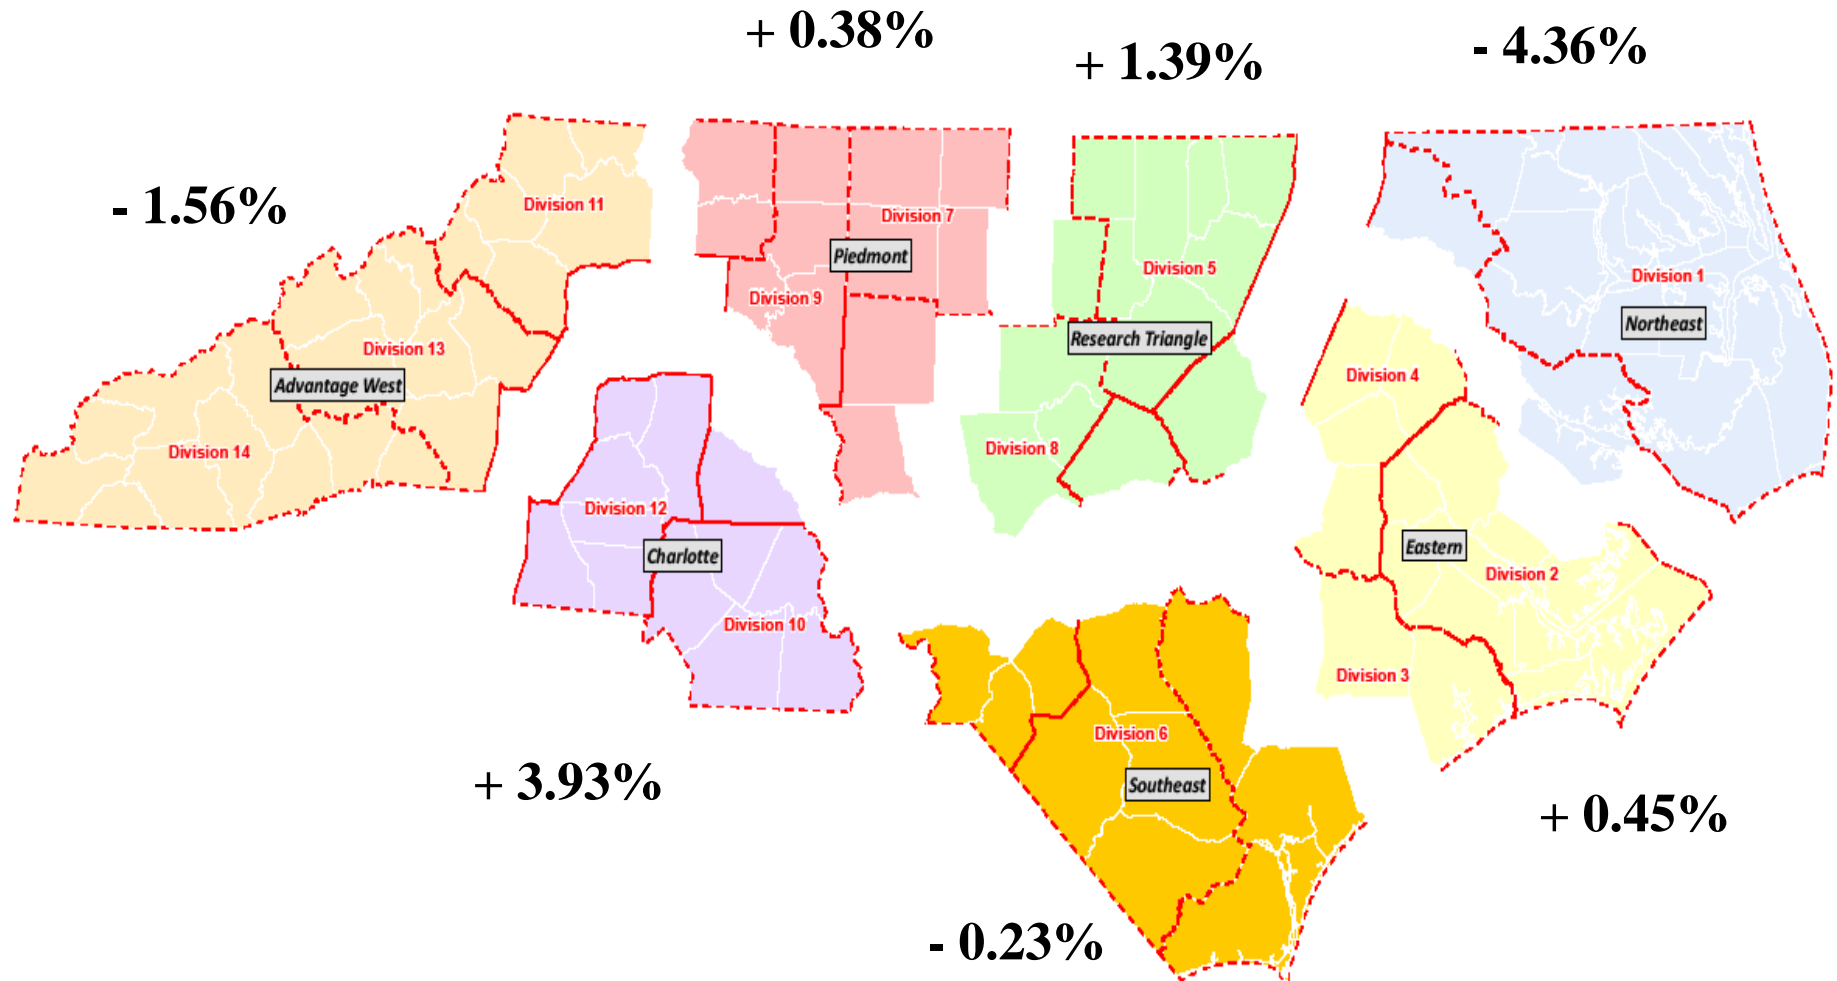 + 0.38%
+ 1.39%
- 4.36%
- 1.56%
Division 11
Division 13
Advantage West
Division 14
Division 7
Piedmont
Division 9
Division 5
Research Triangle
Division 8
Division 1
Northeast
Division 4
Eastern
Division 2
Division 3
Division 12
Charlotte
Division 10
Division 6
Southeast
+ 3.93%
+ 0.45%
- 0.23%